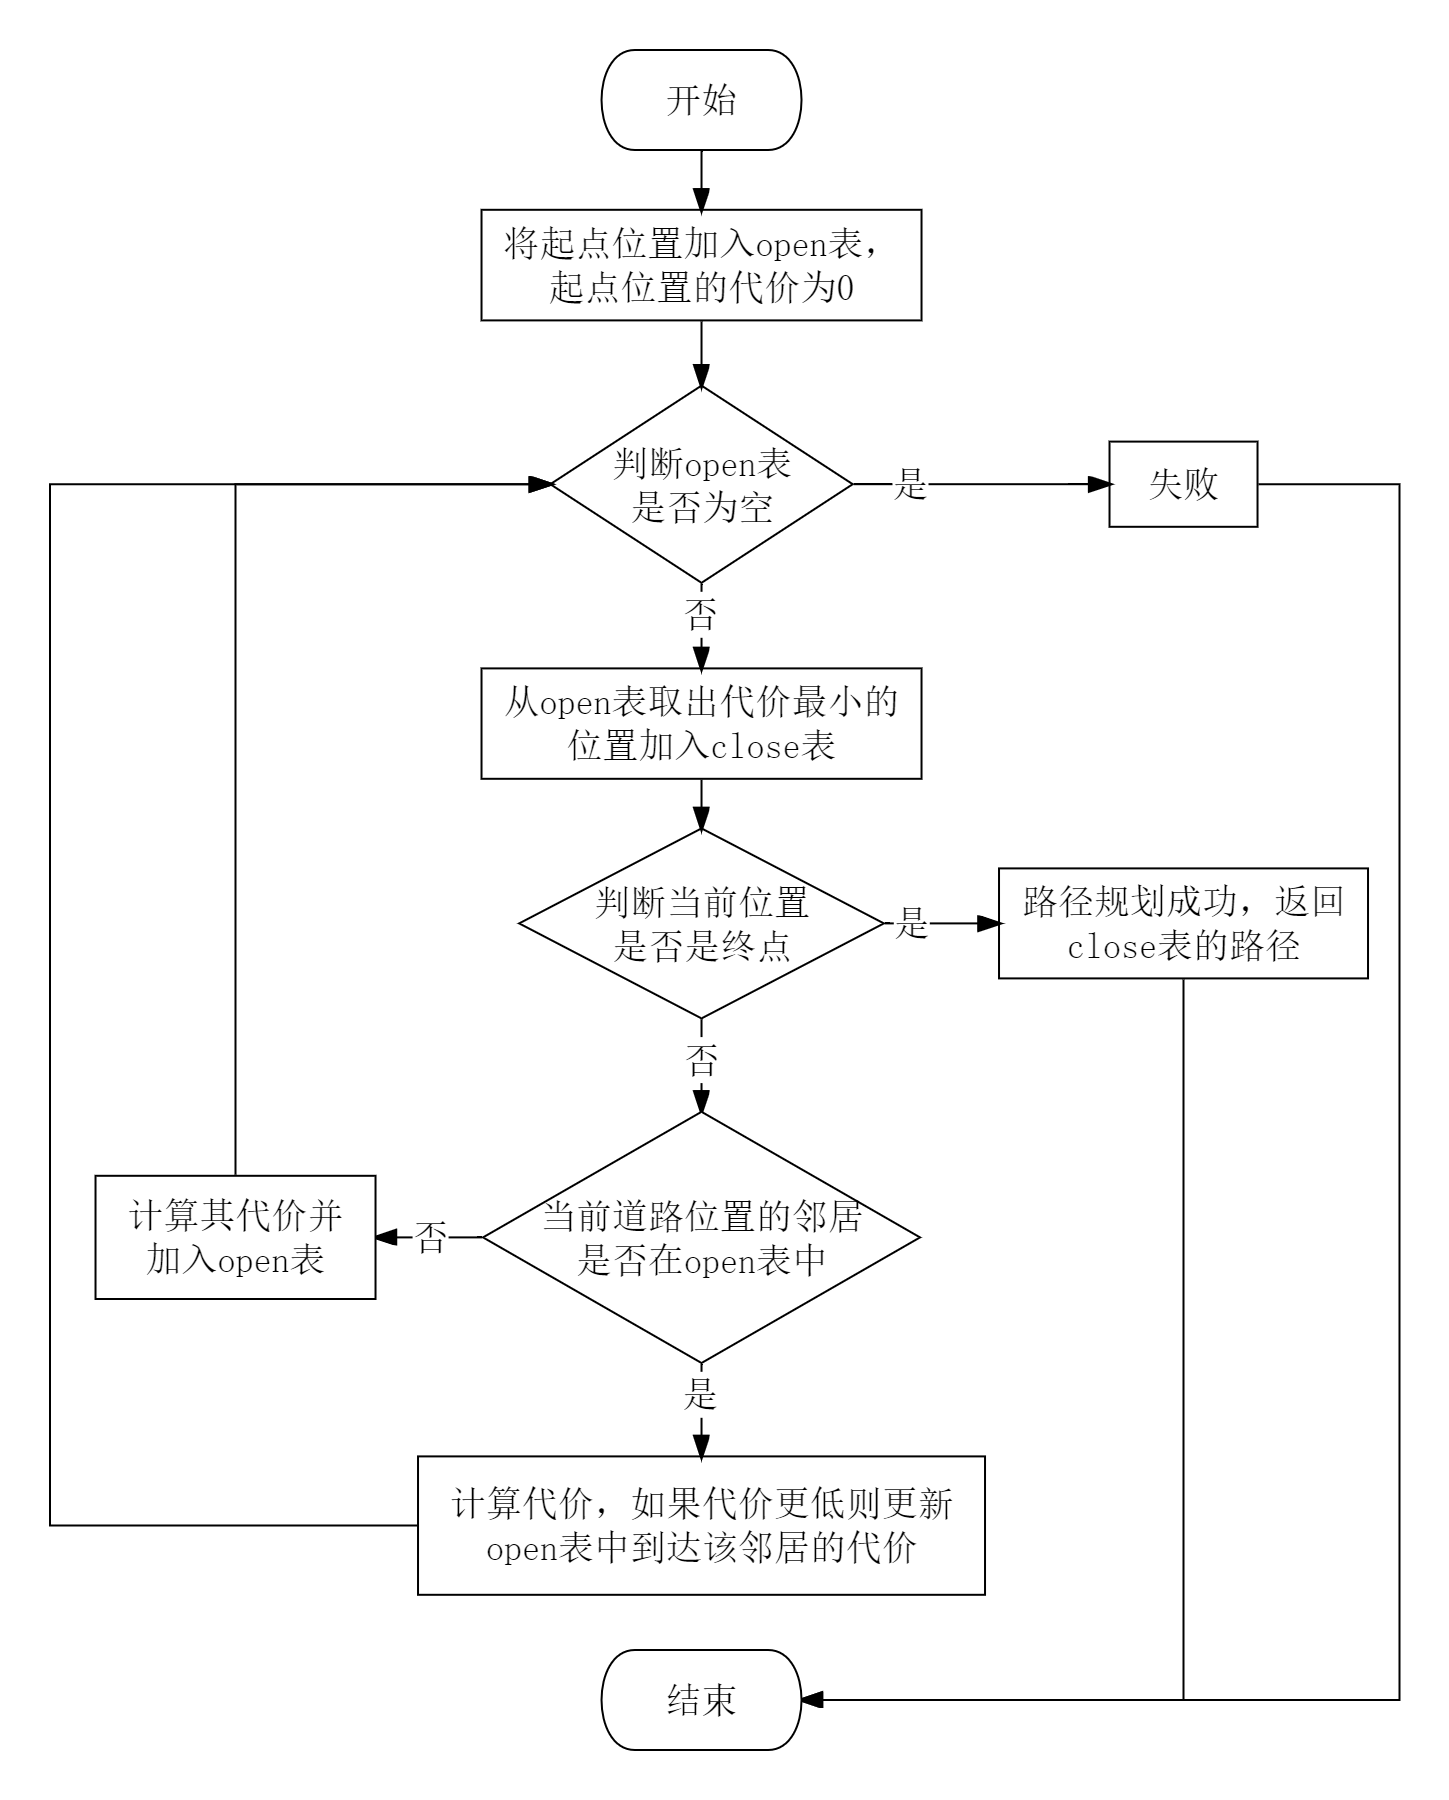 开始
将起点位置加入open表，
起点位置的代价为0
判断open表
是否为空
是
失败
否
从open表取出代价最小的
位置加入close表
判断当前位置
是否是终点
是
路径规划成功，返回
close表的路径
否
当前道路位置的邻居
是否在open表中
否
计算其代价并
加入open表
是
计算代价，如果代价更低则更新
open表中到达该邻居的代价
结束